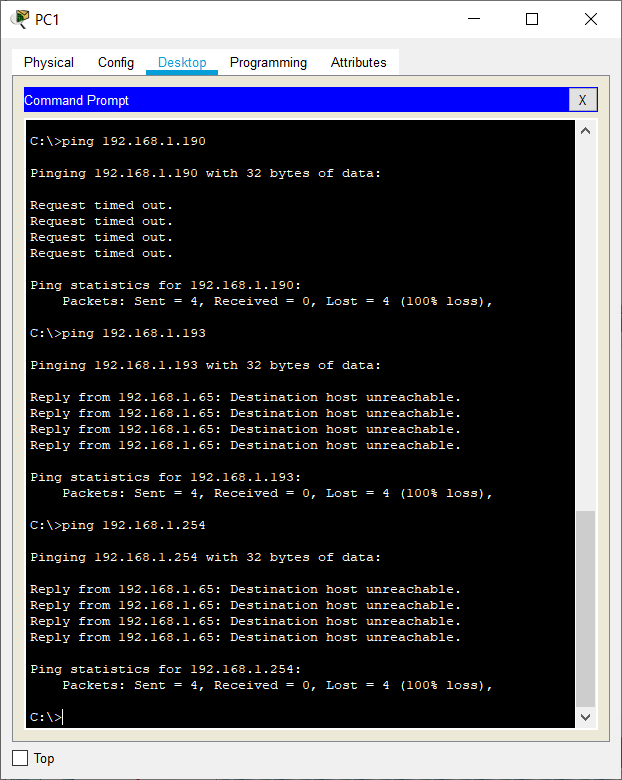 PC1
Physical Config Desktop Programming Attributes
Command Prompt X
C:\>ping 192.168.1.190
Pinging 192.168.1.190 with 32 bytes of data:
Request timed out.
Request timed out.
Request timed out.
Request timed out.
Ping statistics for 192.168.1.190:
    Packets: Sent = 4, Received = 0, Lost = 4 (100% loss),
C:\>ping 192.168.1.193
Pinging 192.168.1.193 with 32 bytes of data:
Reply from 192.168.1.65: Destination host unreachable.
Reply from 192.168.1.65: Destination host unreachable.
Reply from 192.168.1.65: Destination host unreachable.
Reply from 192.168.1.65: Destination host unreachable.
Ping statistics for 192.168.1.193:
    Packets: Sent = 4, Received = 0, Lost = 4 (100% loss),
C:\>ping 192.168.1.254
Pinging 192.168.1.254 with 32 bytes of data:
Reply from 192.168.1.65: Destination host unreachable.
Reply from 192.168.1.65: Destination host unreachable.
Reply from 192.168.1.65: Destination host unreachable.
Reply from 192.168.1.65: Destination host unreachable.
Ping statistics for 192.168.1.254:
    Packets: Sent = 4, Received = 0, Lost = 4 (100% loss),
C:\>
Top